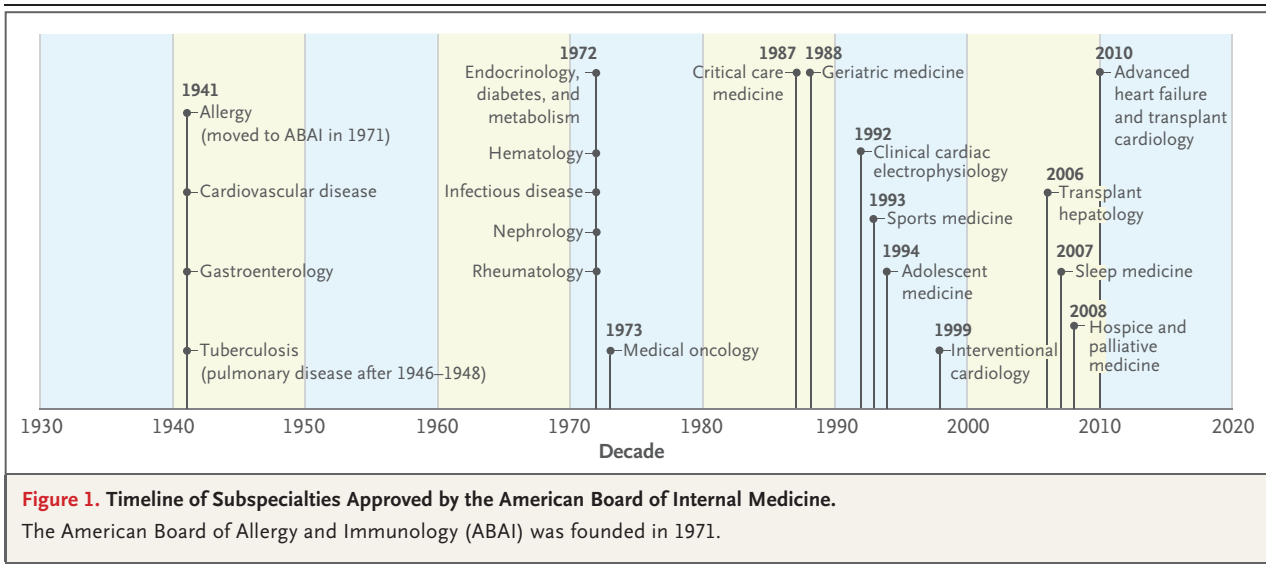 1941
Allergy
(moved to ABAI in 1971)
Cardiovascular disease
Gastroenterology
Tuberculosis
(pulmonary disease after 1946–1948)
1972
Endocrinology,
diabetes, and
metabolism
Hematology
Infectious disease
Nephrology
Rheumatology
1973
Medical oncology
1987
Critical care
medicine
1988
Geriatric medicine
1992
Clinical cardiac
electrophysiology
1993
Sports medicine
1994
Adolescent
medicine
1999
Interventional
cardiology
2006
Transplant
hepatology
2007
Sleep medicine
2008
Hospice and
palliative
medicine
2010
Advanced
heart failure
and transplant
cardiology
1930 1940 1950 1960 1970 1980 1990 2000 2010 2020
Decade
Figure 1. Timeline of Subspecialties Approved by the American Board of Internal Medicine.
The American Board of Allergy and Immunology (ABAI) was founded in 1971.